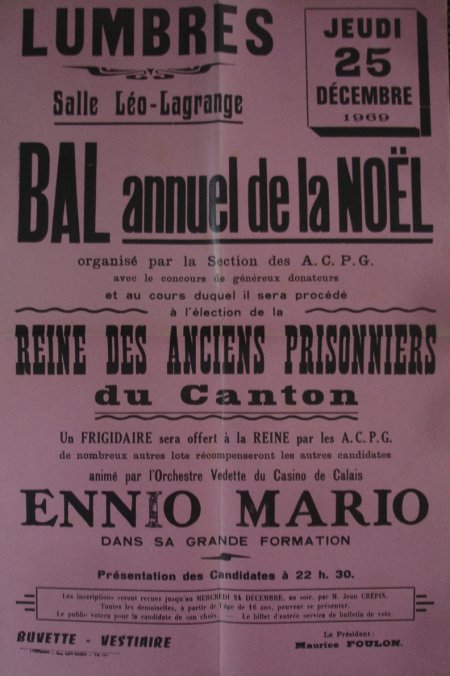 LUMBRES
Salle Léo-Lagrange
JEUDI
25
DÉCEMBRE
1969
BAL annuel de la NOËL
organisé par la Section des A.C.P.G.
avec le concours de généreux donateurs
et au cours duquel il sera procédé
à l'élection de la
REINE DES ANCIENS PRISONNIERS
du Canton
Un FRIGIDAIRE sera offert à la REINE par les A.C.P.G.
de nombreux autres lots récompenseront les autres candidates
animé par l'Orchestre Vedette du Casino de Calais
ENNIO MARIO
DANS SA GRANDE FORMATION
Présentation des Candidates à 22 h. 30.
Les inscriptions seront reçues jusqu'au MERCREDI 24 DÉCEMBRE, au soir, par M. Jean CRÉPIN.
Toutes les demoiselles, à partir de l'âge de 16 ans, peuvent se présenter.
Le public votera pour la candidate de son choix. — Le billet d'entrée servira de bulletin de vote.
BUVETTE - VESTIAIRE
Le Président:
Maurice FOULON.